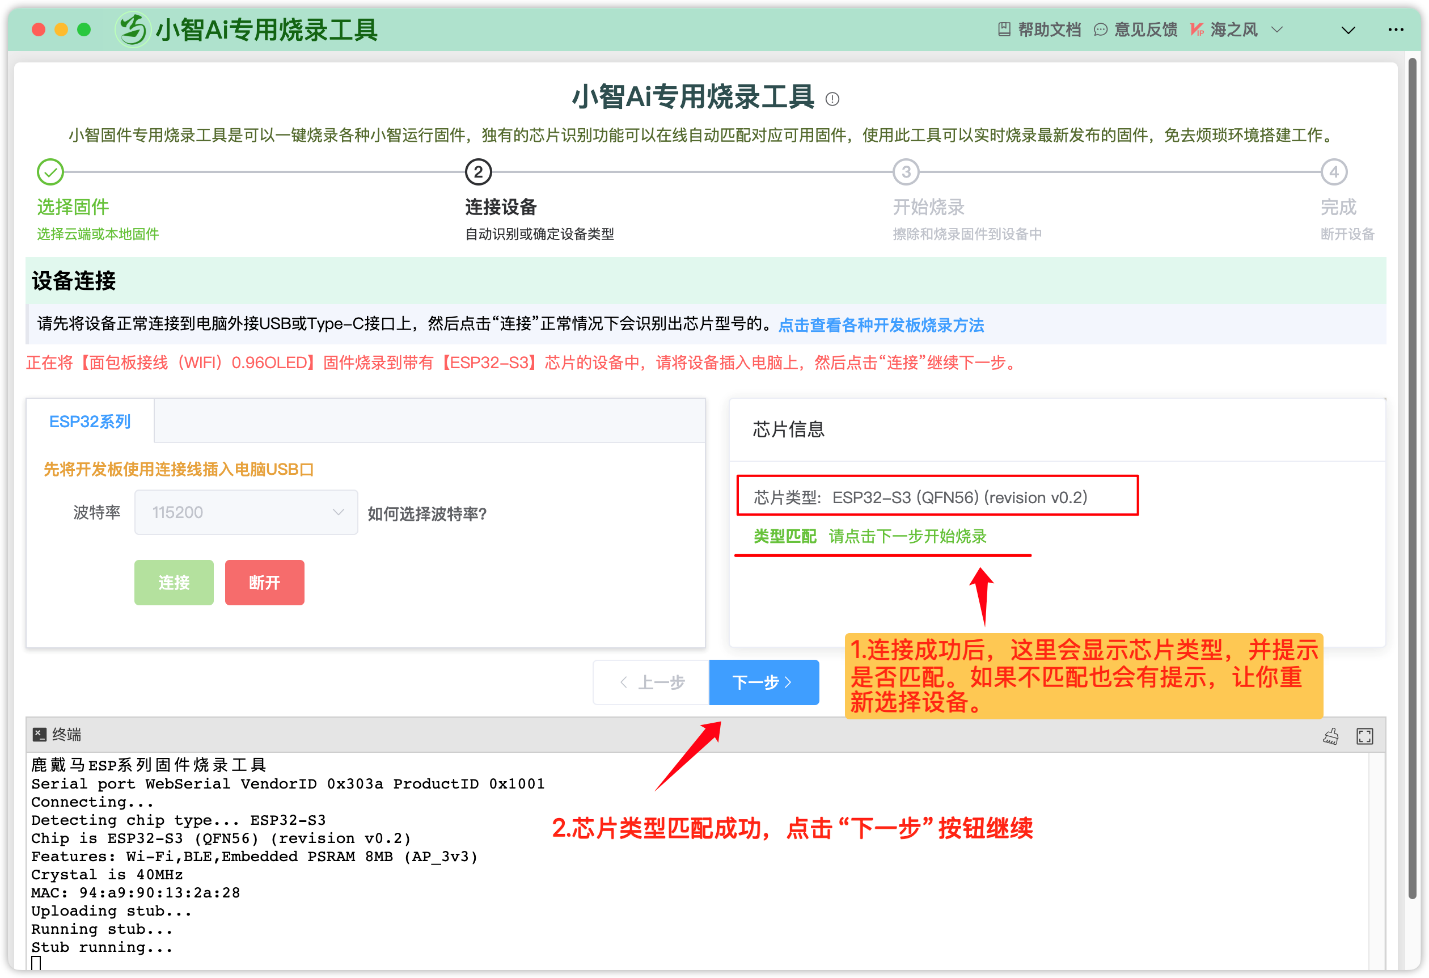 小智Ai专用烧录工具
帮助文档 意见反馈 海之风
小智Ai专用烧录工具
小智固件专用烧录工具是可以一键烧录各种小智运行固件，独有的芯片识别功能可以在线自动匹配对应可用固件，使用此工具可以实时烧录最新发布的固件，免去烦琐环境搭建工作。
2 3 4
选择固件 连接设备 开始烧录 完成
选择云端或本地固件 自动识别或确定设备类型 擦除和烧录固件到设备中 断开设备
设备连接
请先将设备正常连接到电脑外接USB或Type-C接口上，然后点击“连接”正常情况下会识别出芯片型号的。点击查看各种开发板烧录方法
正在将【面包板接线（WIFI）0.96OLED】固件烧录到带有【ESP32-S3】芯片的设备中，请将设备插入电脑上，然后点击“连接”继续下一步。
ESP32系列
先将开发板使用连接线插入电脑USB口
波特率 115200 如何选择波特率?
连接 断开
芯片信息
芯片类型: ESP32-S3 (QFN56) (revision v0.2)
类型匹配 请点击下一步开始烧录
1.连接成功后，这里会显示芯片类型，并提示
是否匹配。如果不匹配也会有提示，让你重
新选择设备。
上一步 下一步
终端
鹿戴马ESP系列固件烧录工具
Serial port WebSerial VendorID 0x303a ProductID 0x1001
Connecting...
Detecting chip type... ESP32-S3
Chip is ESP32-S3 (QFN56) (revision v0.2)
Features: Wi-Fi,BLE,Embedded PSRAM 8MB (AP_3v3)
Crystal is 40MHz
MAC: 94:a9:90:13:2a:28
Uploading stub...
Running stub...
Stub running...
2.芯片类型匹配成功，点击“下一步”按钮继续